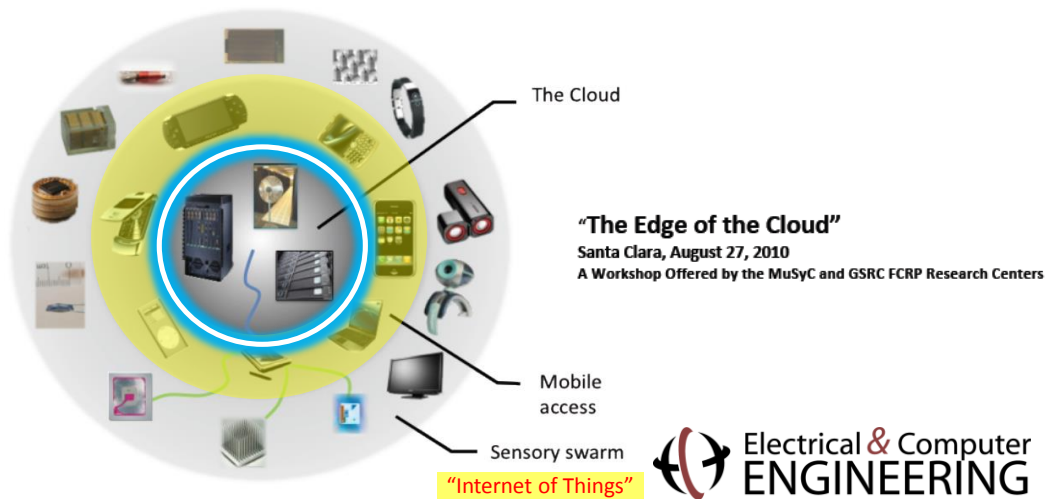 The Cloud
"The Edge of the Cloud"
Santa Clara, August 27, 2010
A Workshop Offered by the MuSyC and GSRC FCRP Research Centers
Mobile
access
Sensory swarm
"Internet of Things"
Electrical & Computer
ENGINEERING